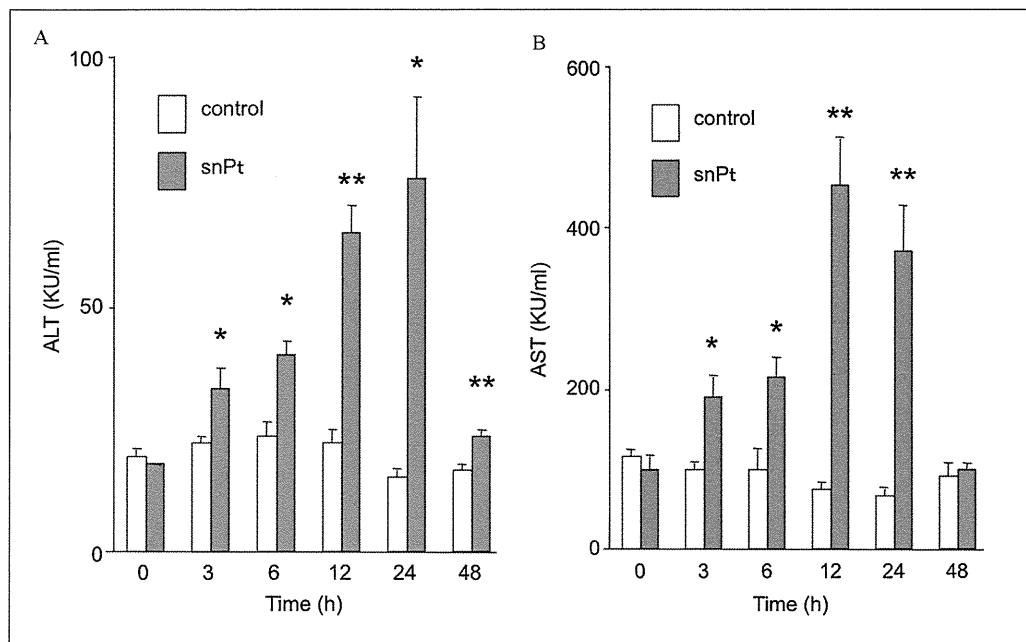 A
100
50
0
ALT (KU/ml)
control
snPt
*
*
**
*
**
0 3 6 12 24 48
Time (h)
B
600
400
200
0
AST (KU/ml)
control
snPt
*
*
**
**
0 3 6 12 24 48
Time (h)